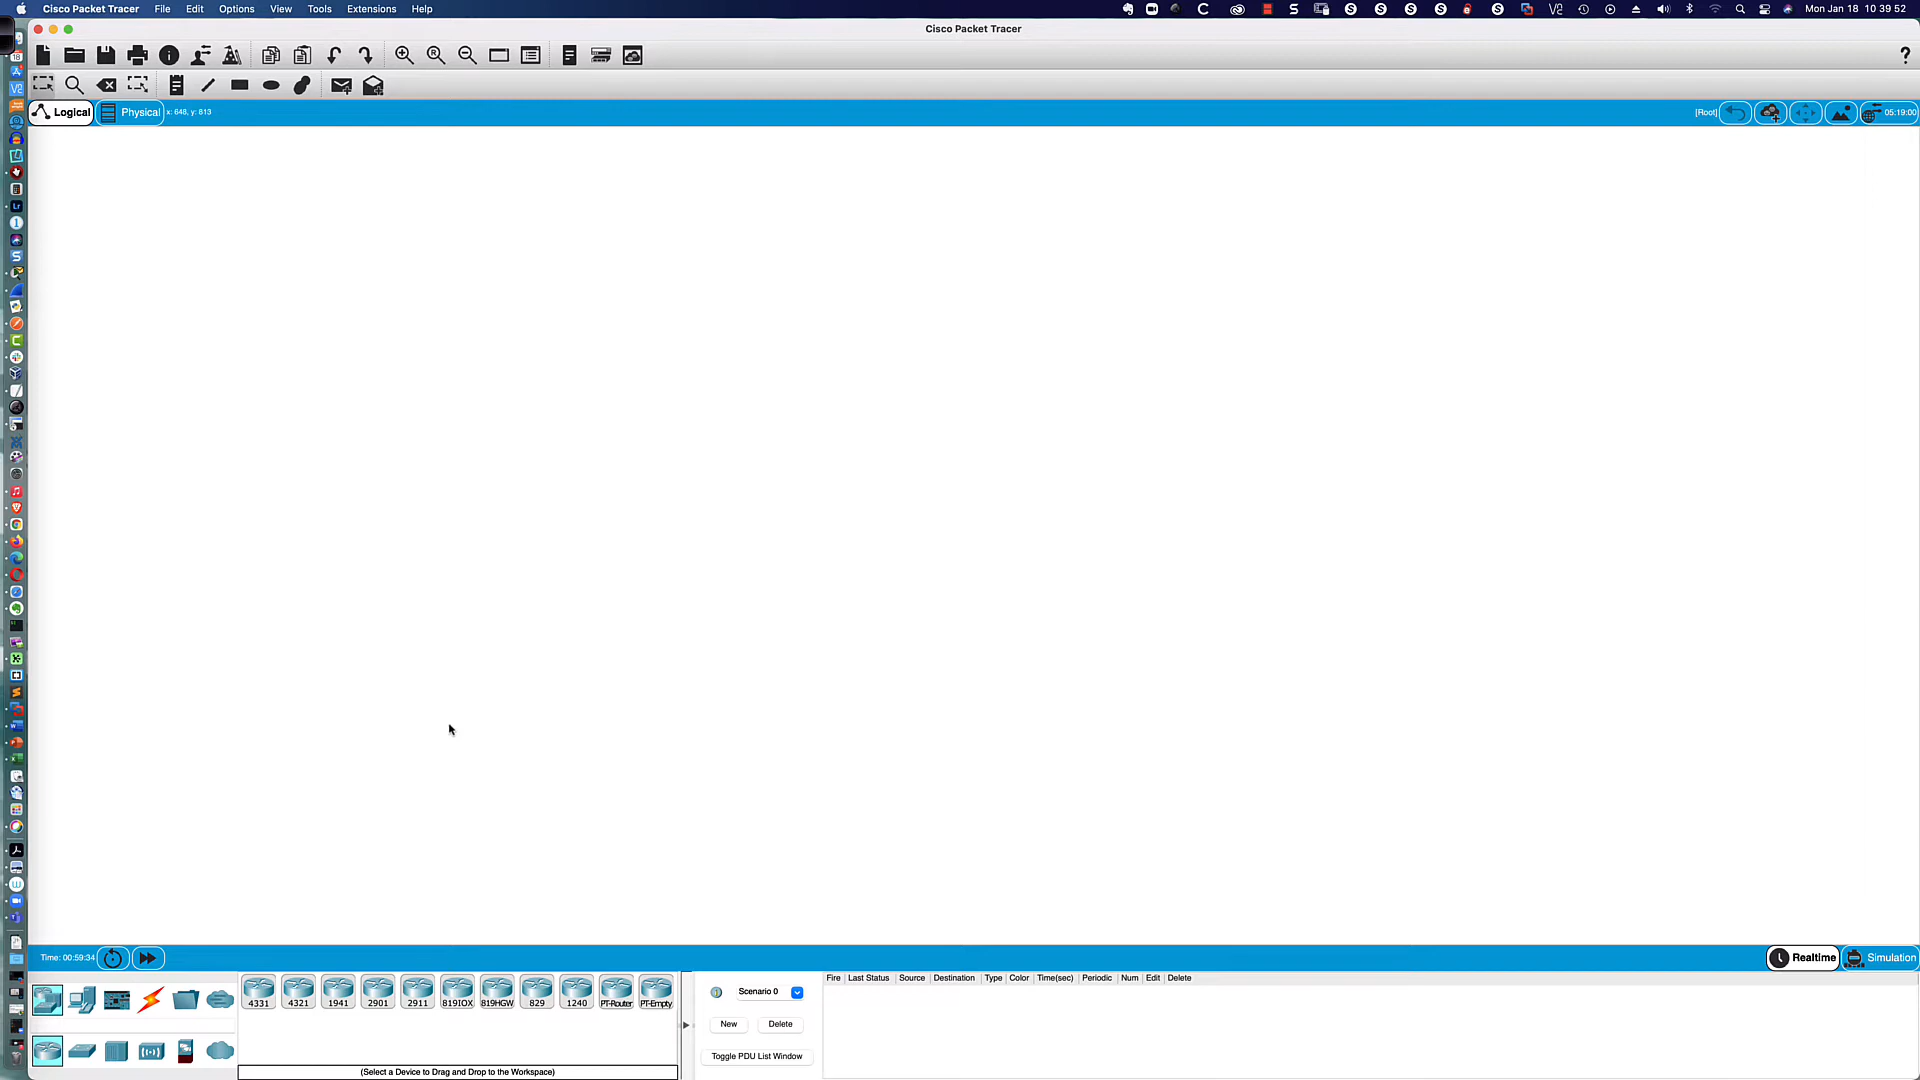 Cisco Packet Tracer File Edit Options View Tools Extensions Help Mon Jan 18 10 39 52
Cisco Packet Tracer
Logical Physical x: 648, y: 813 [Root] 05:19:00
Time: 00:59:34 Realtime Simulation
4331 4321 1941 2901 2911 819IOX 819HGW 829 1240 PT-Router PT-Empty
(Select a Device to Drag and Drop to the Workspace)
Scenario 0
New Delete
Toggle PDU List Window
Fire Last Status Source Destination Type Color Time(sec) Periodic Num Edit Delete